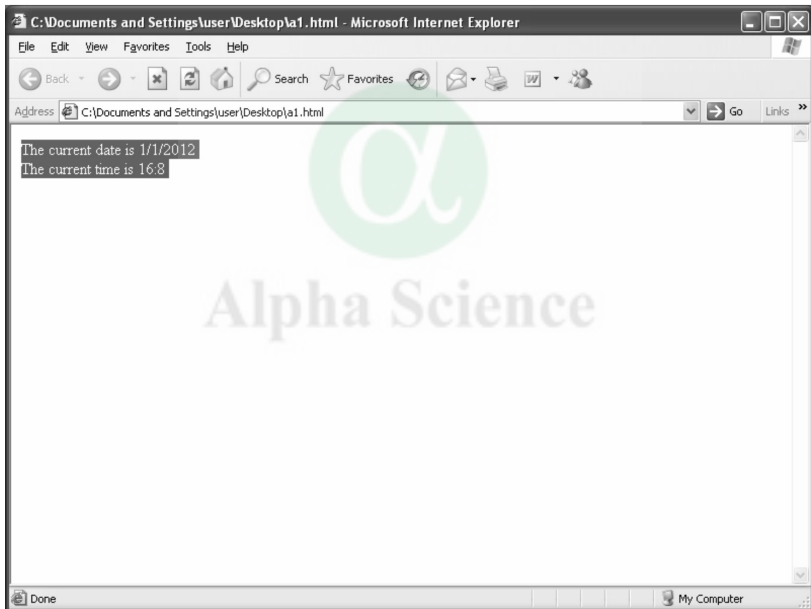 C:\Documents and Settings\user\Desktop\a1.html - Microsoft Internet Explorer
File Edit View Favorites Tools Help
Back Search Favorites
Address C:\Documents and Settings\user\Desktop\a1.html Go Links »
The current date is 1/1/2012
The current time is 16:8
α
Alpha Science
Done My Computer